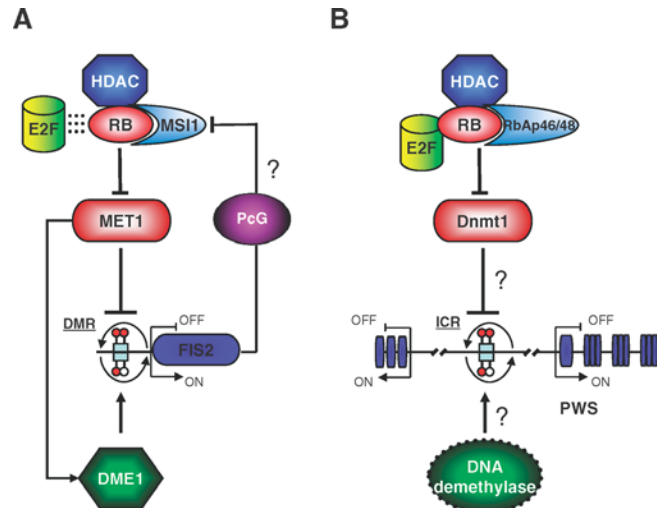 A
HDAC
E2F
RB
MSI1
?
MET1
PcG
DMR
OFF
FIS2
ON
DME1
B
HDAC
RB
RbAp46/48
E2F
Dnmt1
?
OFF
ICR
OFF
ON
ON
PWS
?
DNA
demethylase